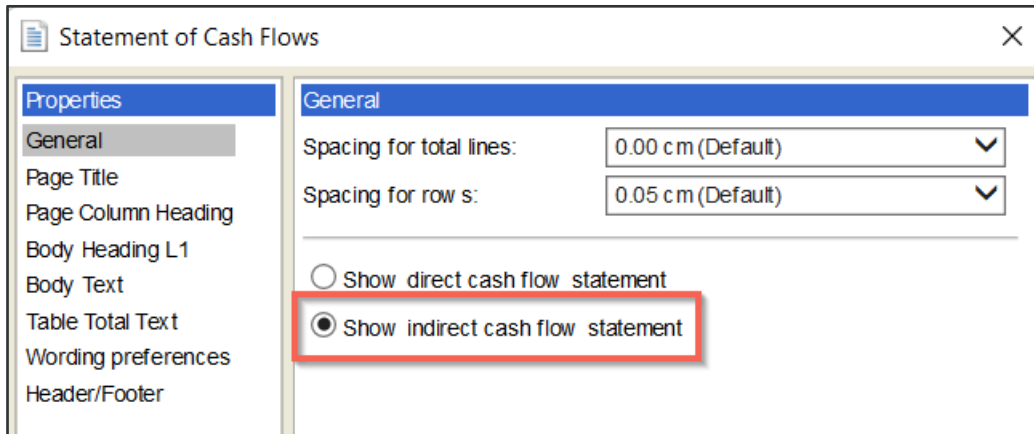 Statement of Cash Flows
Properties
General
Page Title
Page Column Heading
Body Heading L1
Body Text
Table Total Text
Wording preferences
Header/Footer
General
Spacing for total lines: 0.00 cm (Default)
Spacing for row s: 0.05 cm (Default)
Show direct cash flow statement
Show indirect cash flow statement